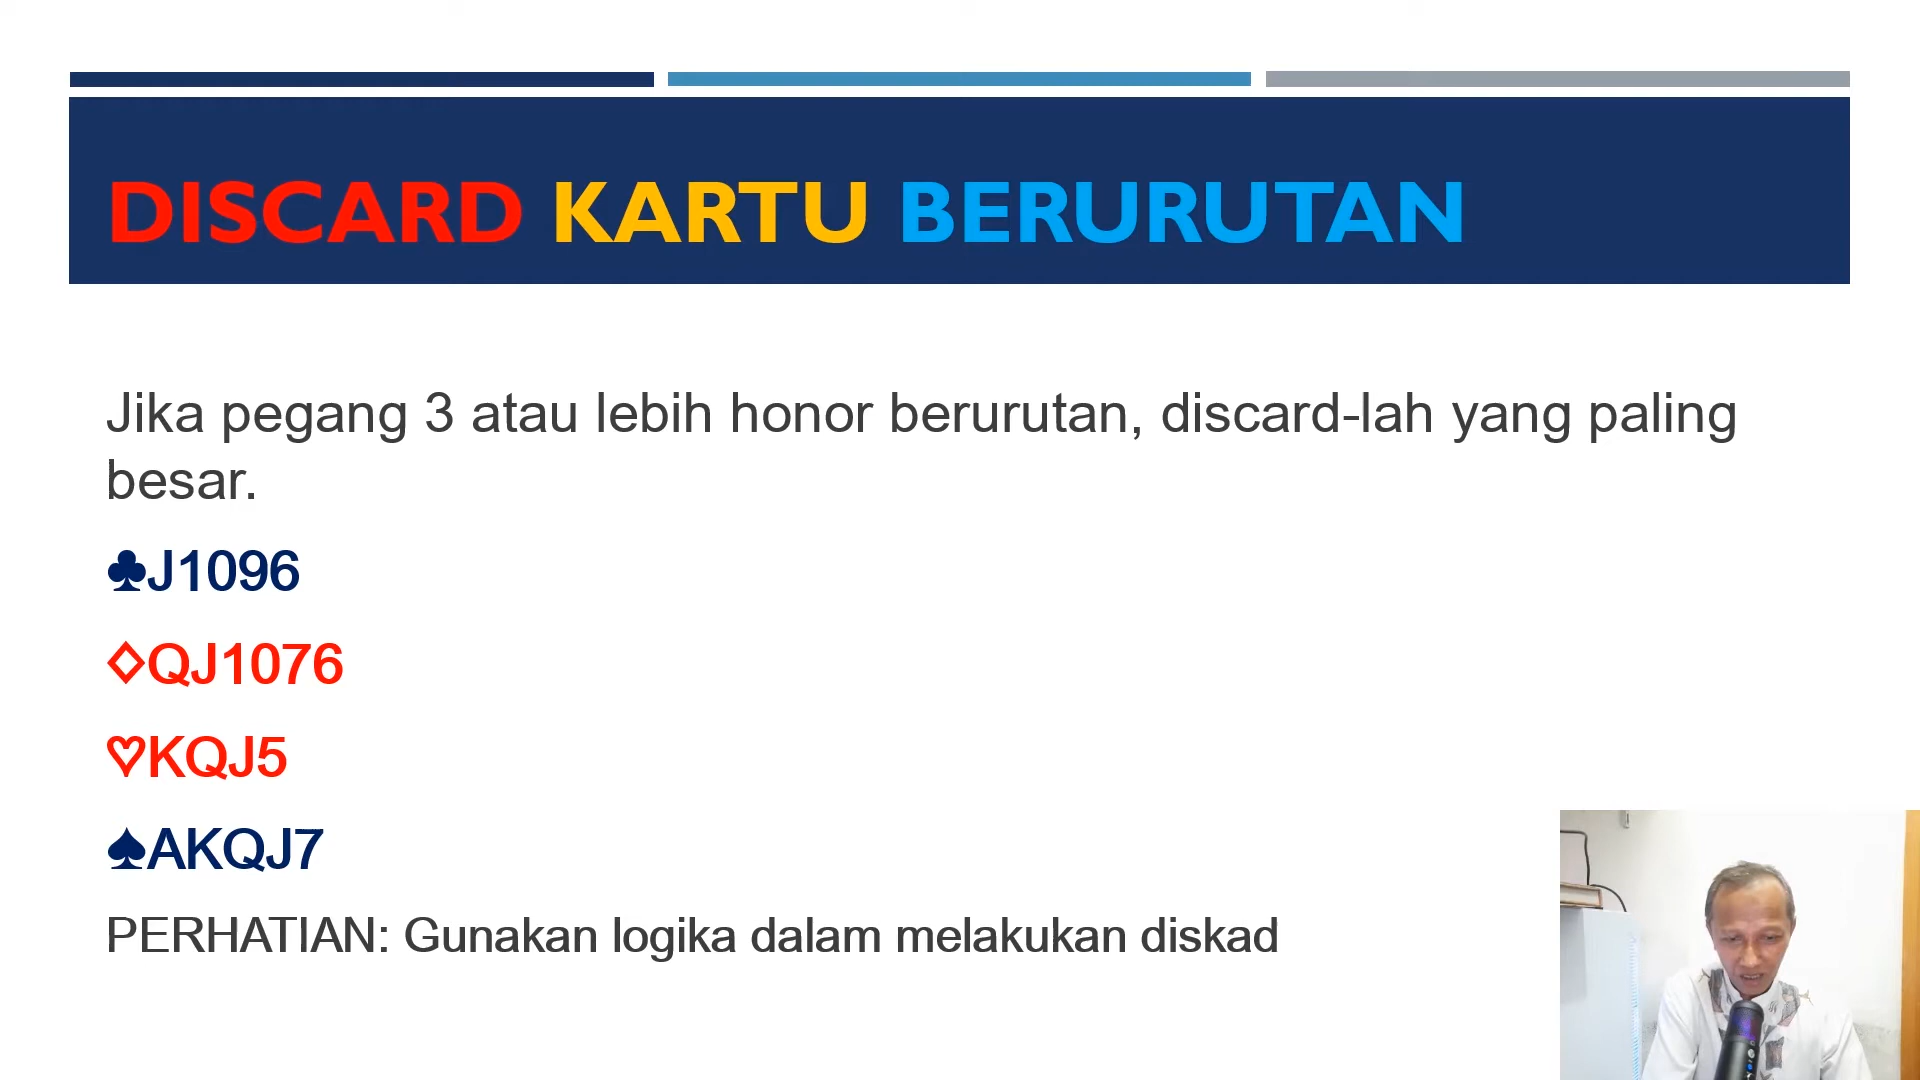 DISCARD KARTU BERURUTAN
Jika pegang 3 atau lebih honor berurutan, discard-lah yang paling
besar.
♣J1096
♢QJ1076
♡KQJ5
♠AKQJ7
PERHATIAN: Gunakan logika dalam melakukan diskad